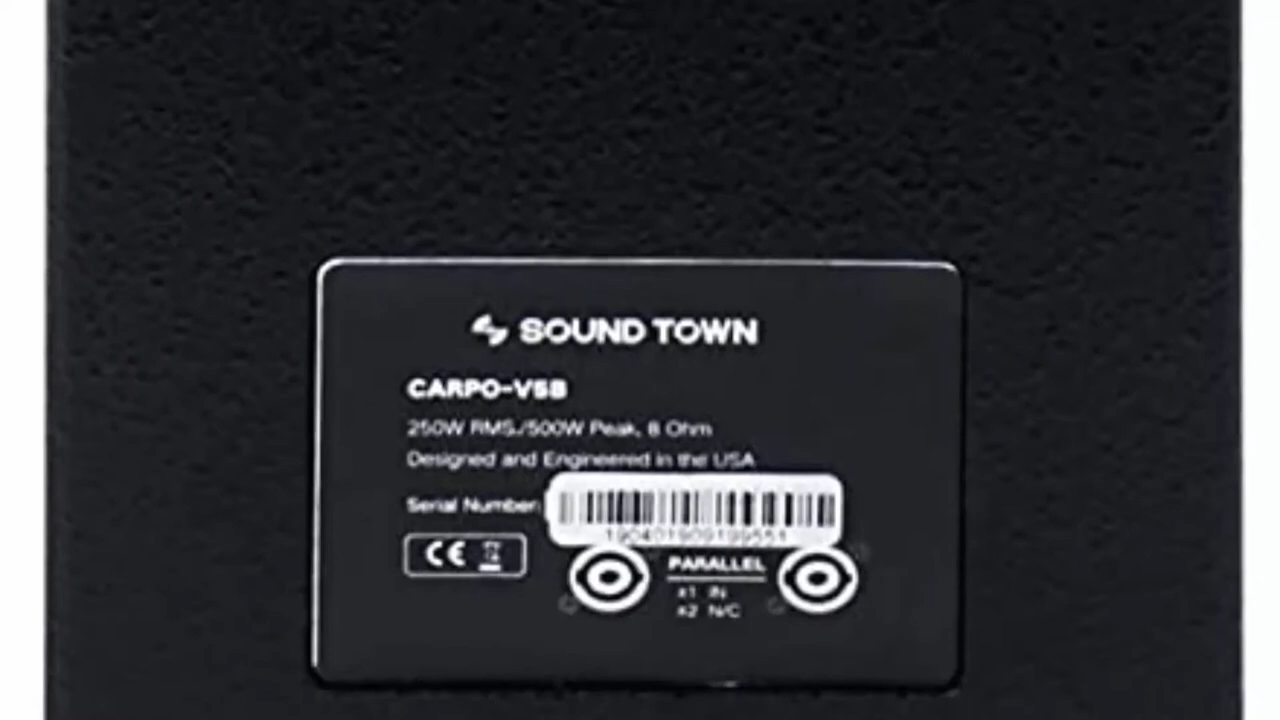 SOUND TOWN
CARPO-V5B
250W RMS./500W Peak, 8 Ohm
Designed and Engineered in the USA
Serial Number:
CE
PARALLEL
±1 IN
±2 N/C